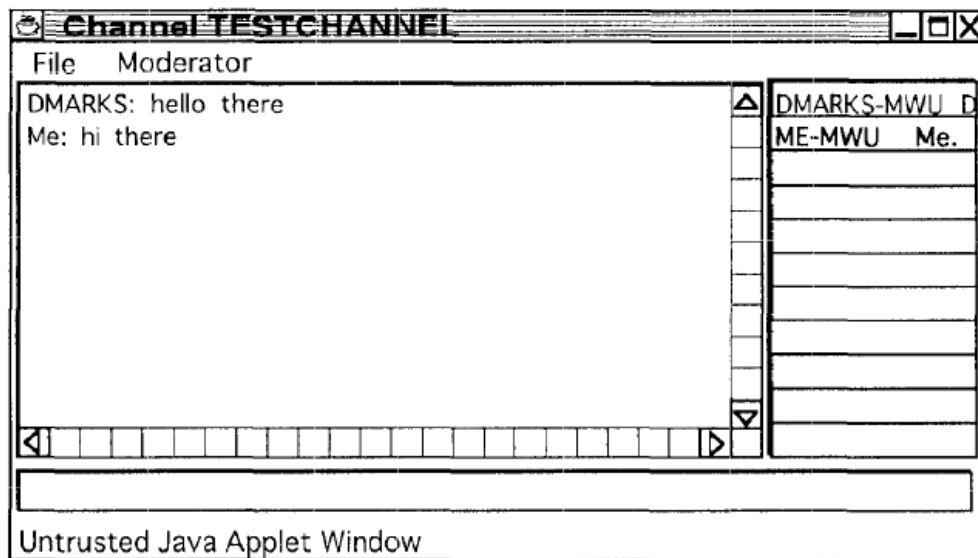 Channel TESTCHANNEL
File Moderator
DMARKS: hello there
Me: hi there
DMARKS-MWU D
ME-MWU Me.
Untrusted Java Applet Window